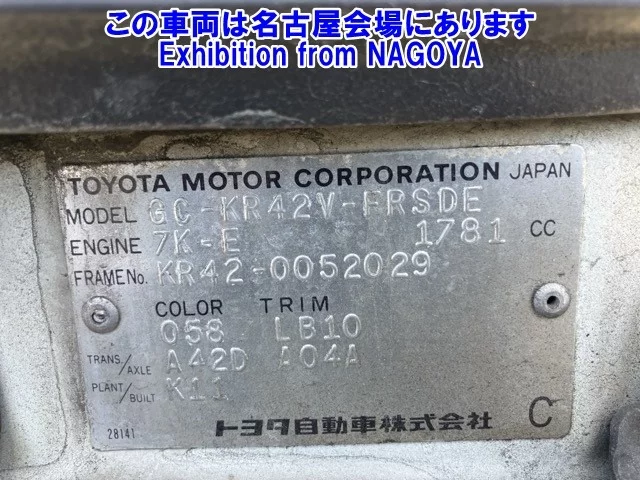 この車両は名古屋会場にあります
Exhibition from NAGOYA
TOYOTA MOTOR CORPORATION JAPAN
MODEL GC-KR42V-FRSDE
ENGINE 7K-E 1781 CC
FRAME No. KR42-0052029
COLOR TRIM
058 LB10
TRANS./AXLE A42D A04A
PLANT/BUILT K11
28141 トヨタ自動車株式会社 C